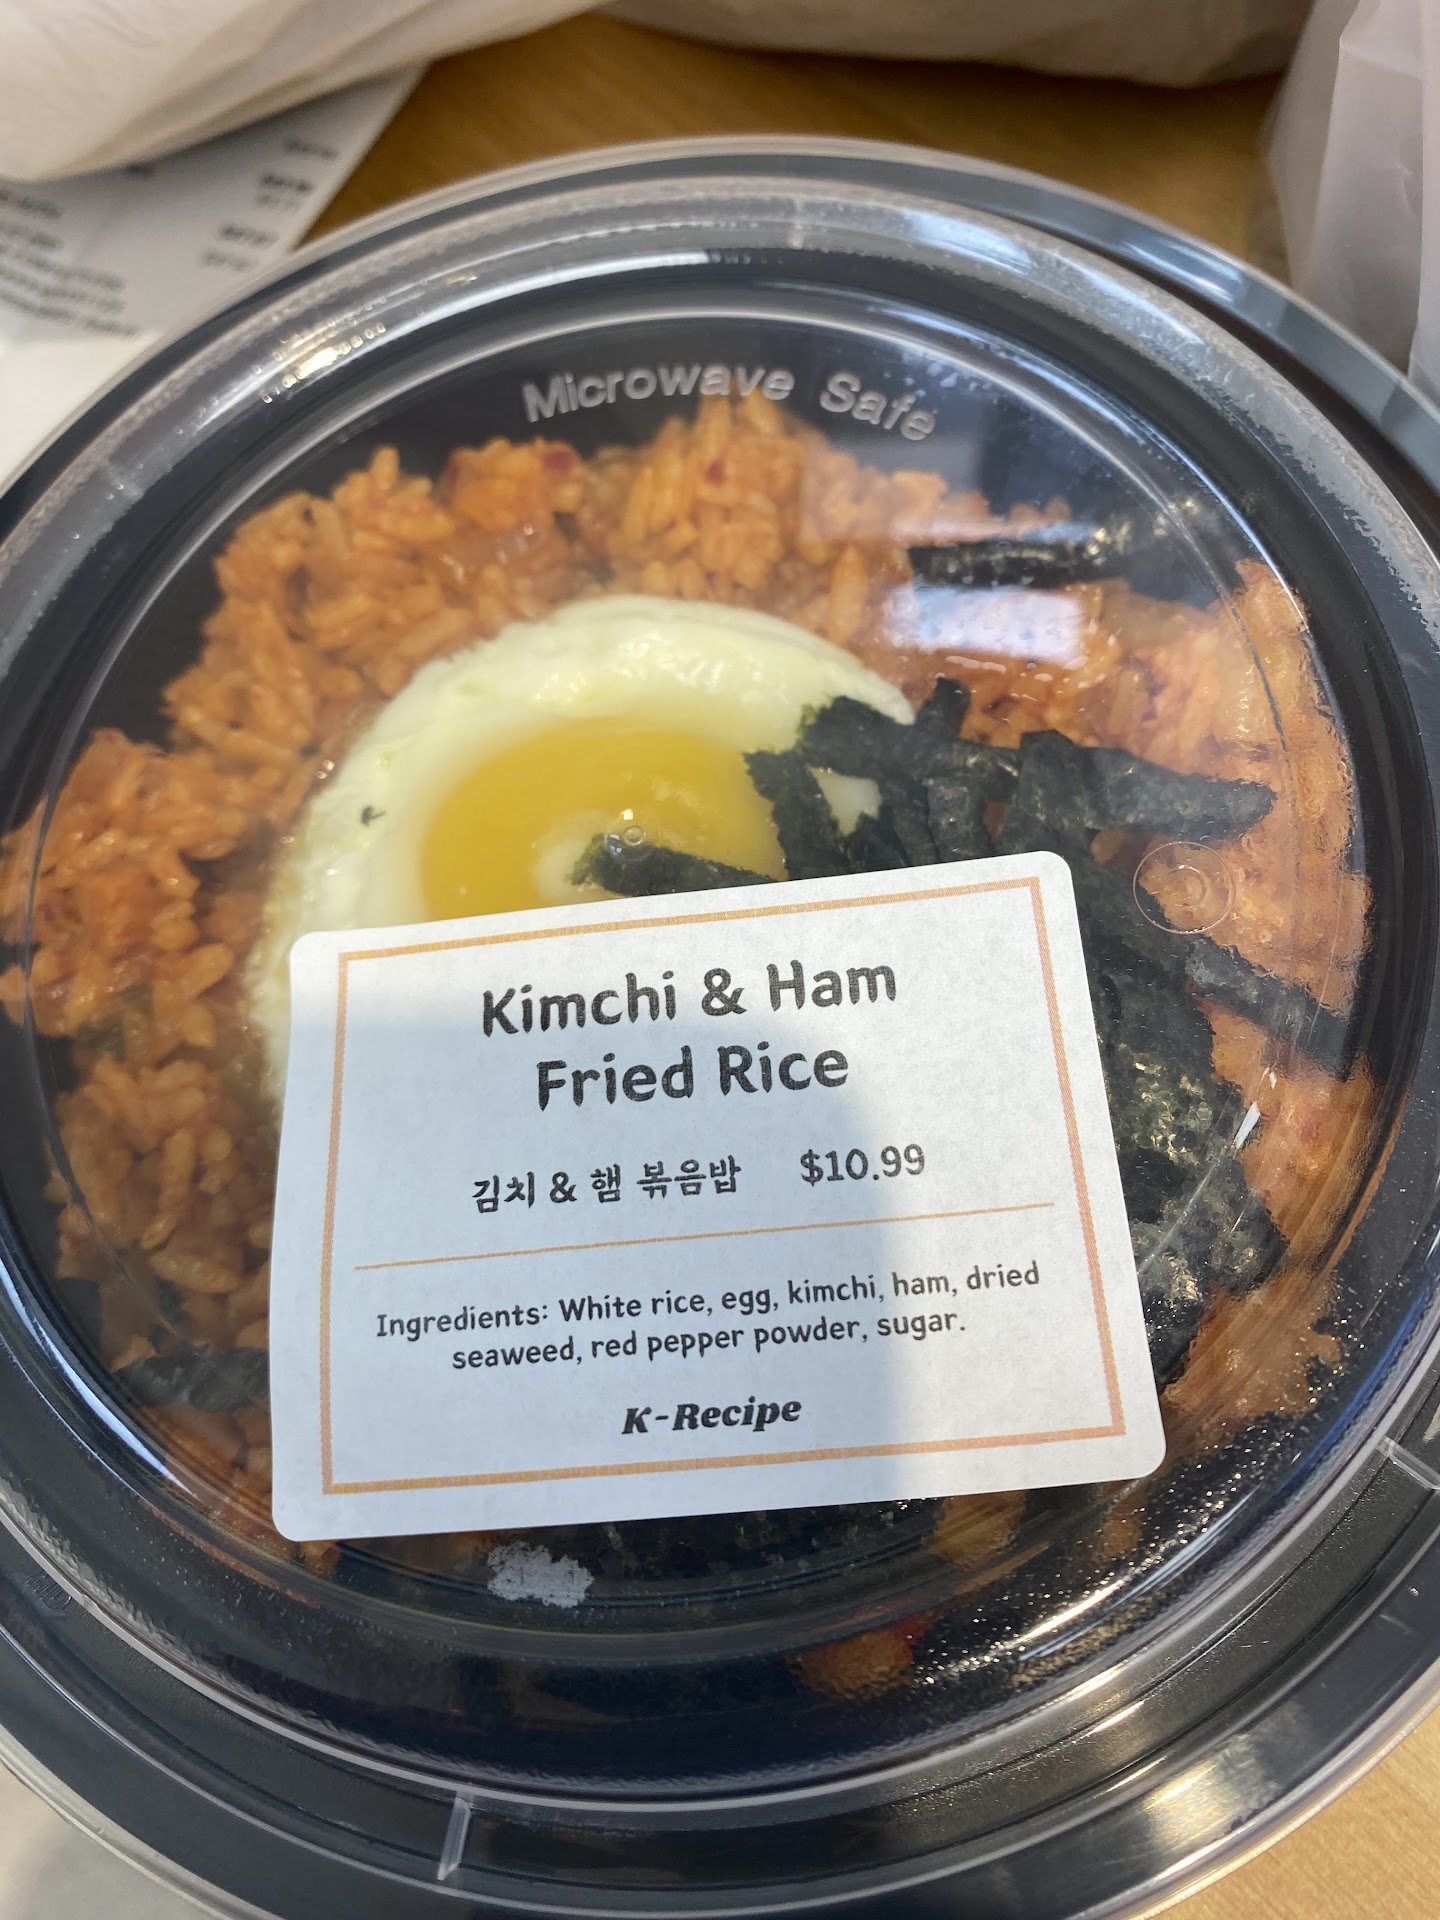 Microwave Safe
Kimchi & Ham
Fried Rice
김치 & 햄 볶음밥 $10.99
Ingredients: White rice, egg, kimchi, ham, dried
seaweed, red pepper powder, sugar.
K-Recipe